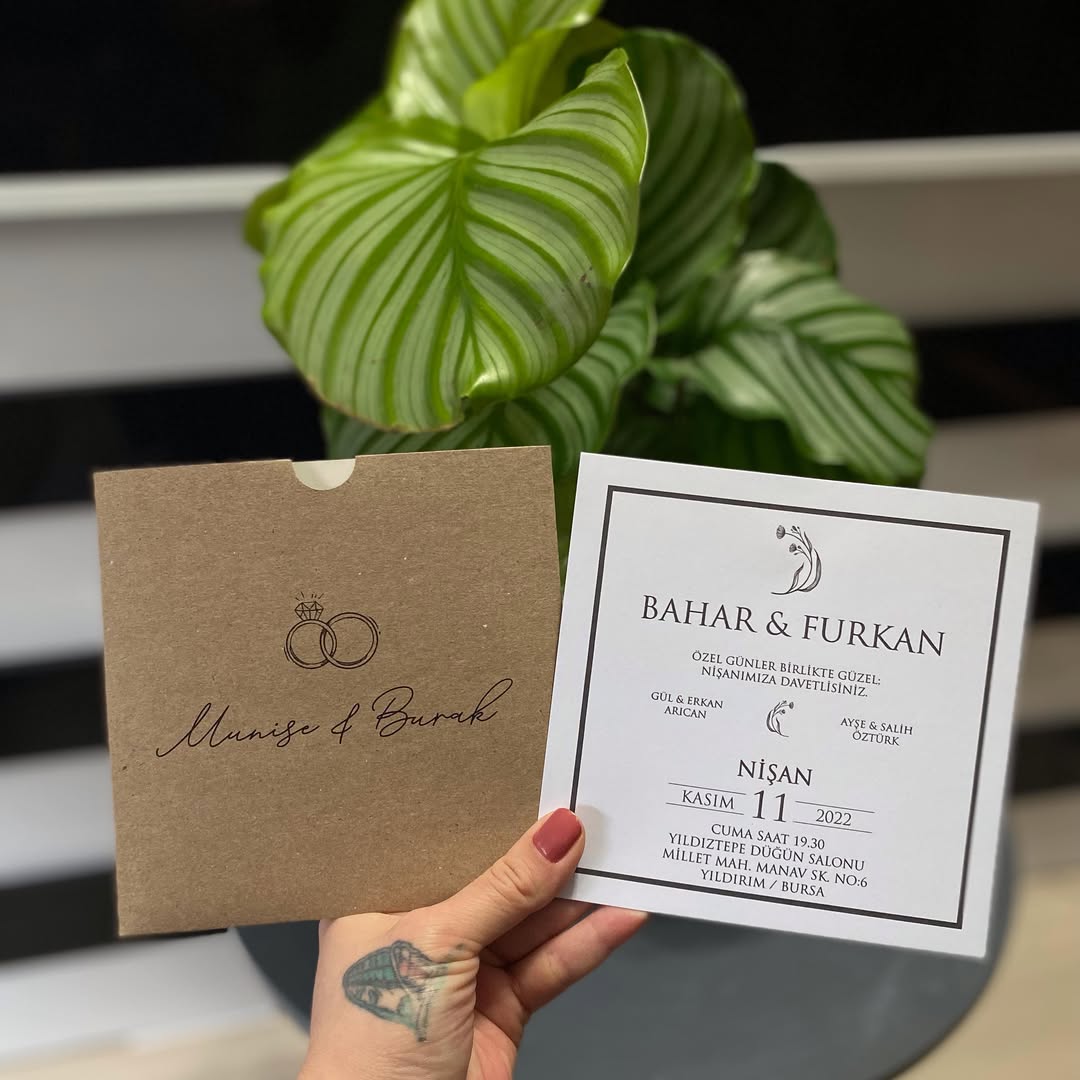 Munise & Burak
BAHAR & FURKAN
ÖZEL GÜNLER BİRLİKTE GÜZEL;
NİŞANIMIZA DAVETLİSİNİZ.
GÜL & ERKAN
ARICAN
AYŞE & SALİH
ÖZTÜRK
NİŞAN
KASIM 11 2022
CUMA SAAT 19.30
YILDIZTEPE DÜĞÜN SALONU
MİLLET MAH. MANAV SK. NO:6
YILDIRIM / BURSA